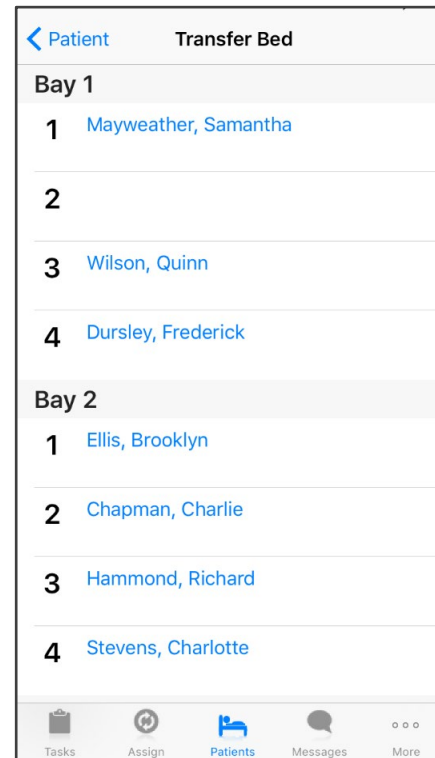 Patient Transfer Bed
Bay 1
1 Mayweather, Samantha
2
3 Wilson, Quinn
4 Dursley, Frederick
Bay 2
1 Ellis, Brooklyn
2 Chapman, Charlie
3 Hammond, Richard
4 Stevens, Charlotte
Tasks Assign Patients Messages More